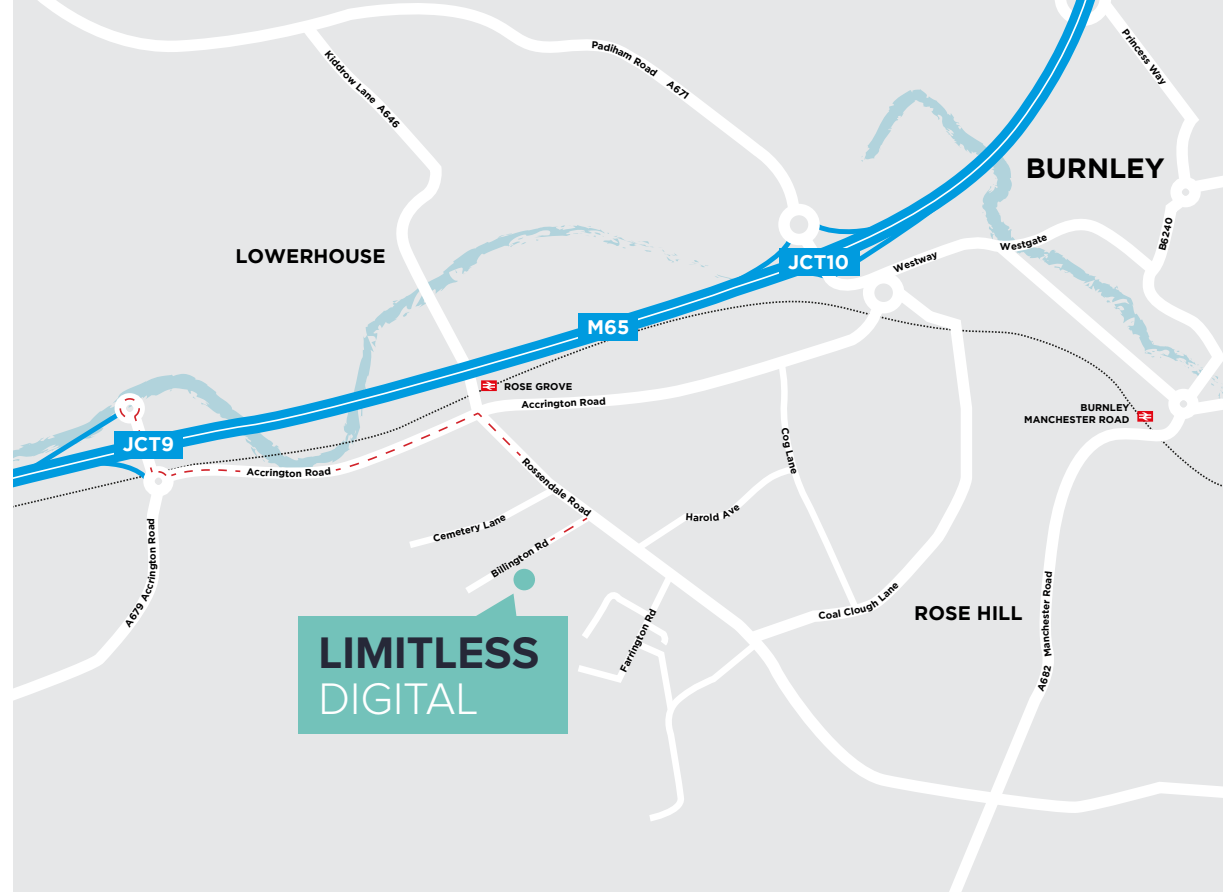 Padiham Road A671
Princess Way
Kiddrow Lane A646
BURNLEY
B6240
Westgate
LOWERHOUSE
JCT10
Westway
M65
ROSE GROVE
Accrington Road
BURNLEY
MANCHESTER ROAD
JCT9
Accrington Road
Cog Lane
Rossendale Road
Harold Ave
Cemetery Lane
Billington Rd
A679 Accrington Road
Coal Clough Lane
ROSE HILL
A682 Manchester Road
Farrington Rd
LIMITLESS
DIGITAL